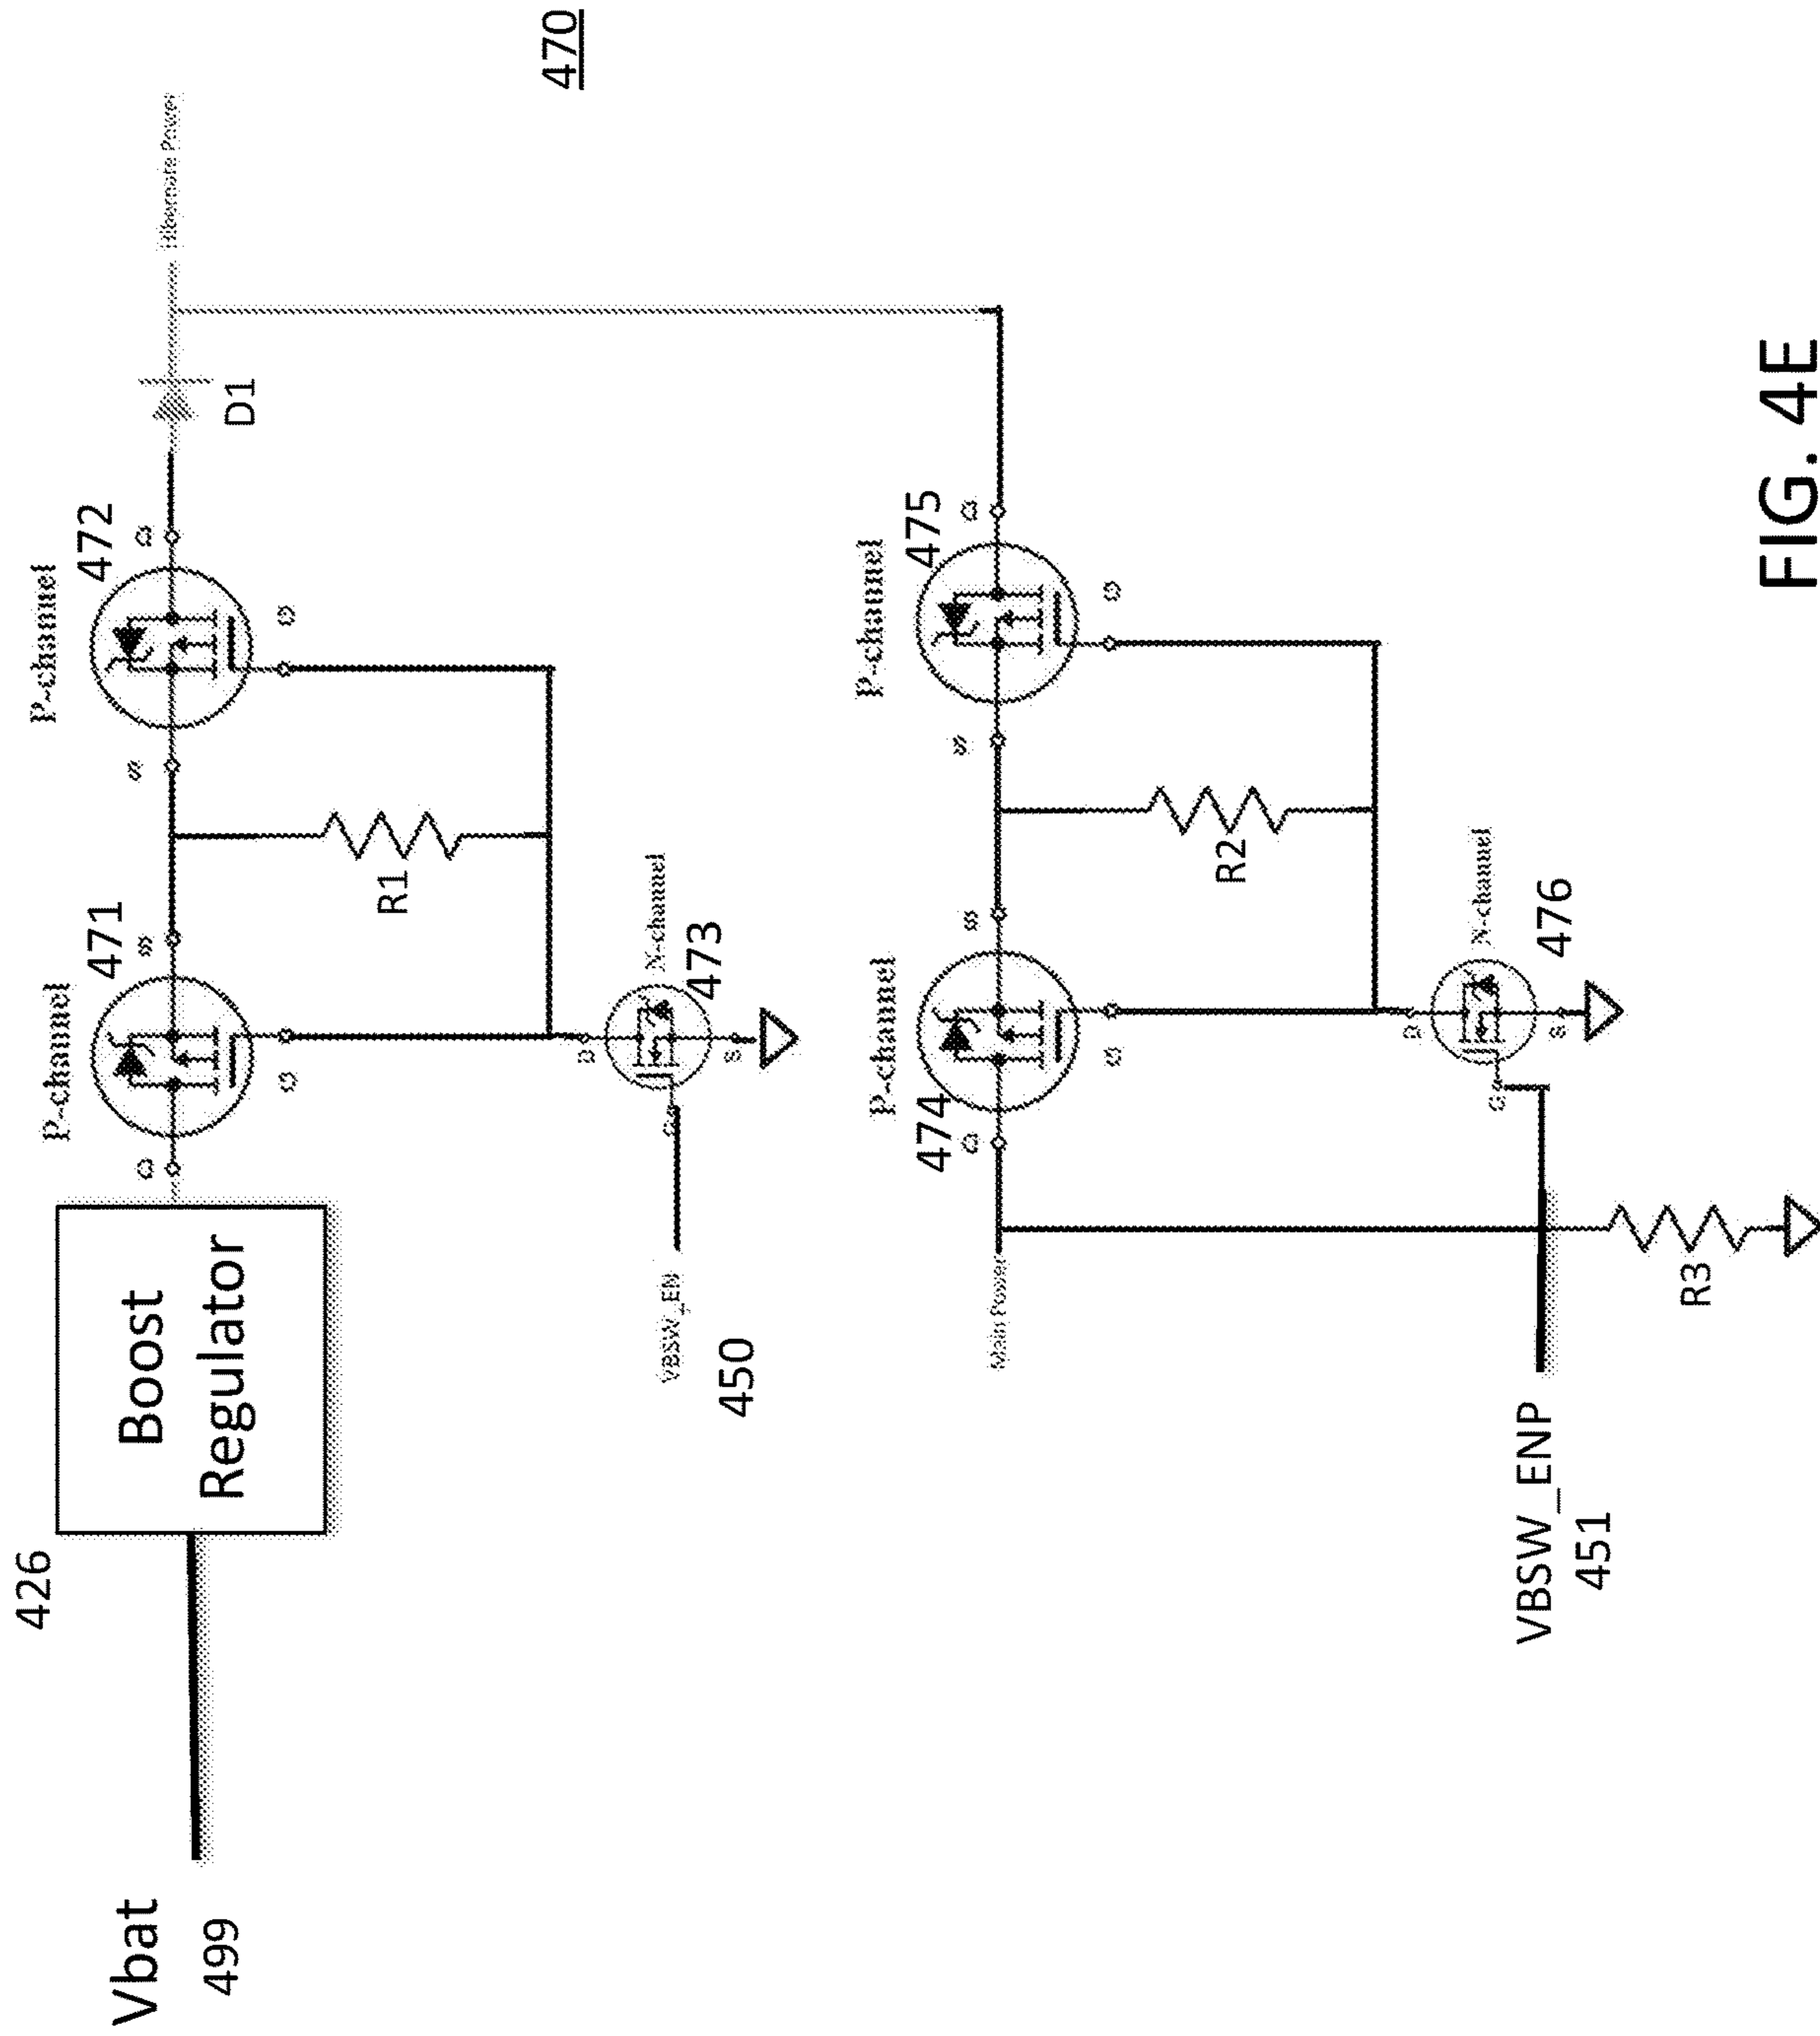 470
Hibernate Power
D1
P-channel
472
D
G
S
P-channel
471
S
G
D
R1
N-channel
473
D
S
G
Boost
Regulator
426
VBSW_EN
450
Vbat
499
P-channel
475
D
G
S
P-channel
474
S
G
D
R2
N-channel
476
D
S
G
Main Power
R3
VBSW_ENP
451
FIG. 4E